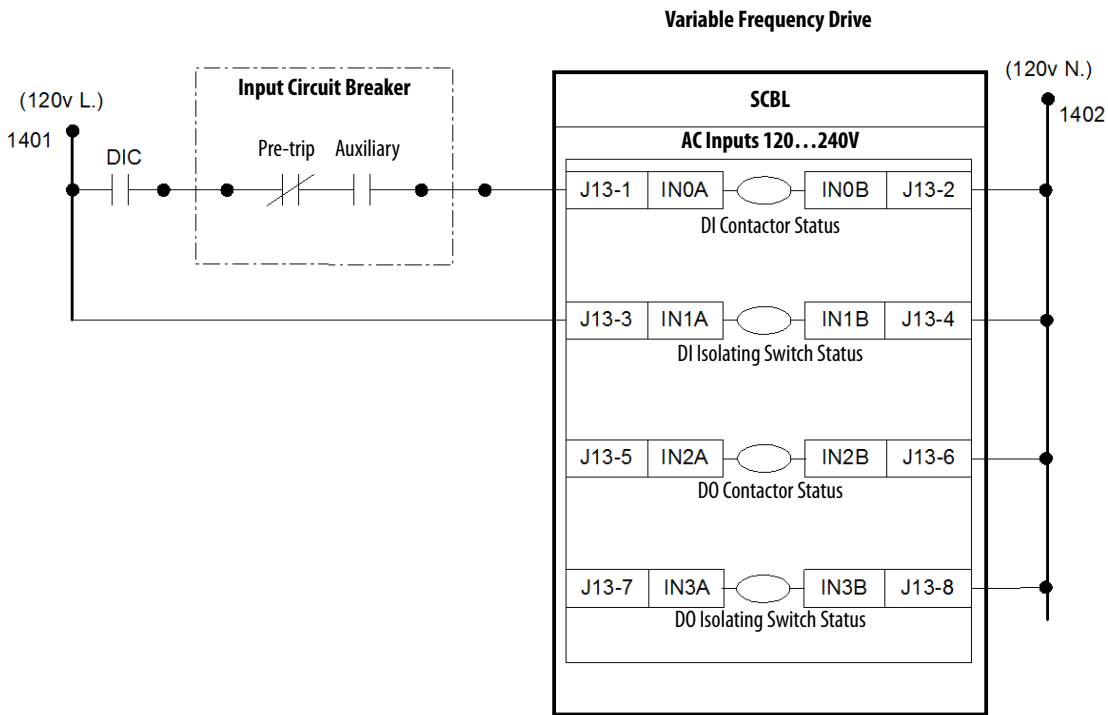 Variable Frequency Drive
(120v L.)
1401
DIC
Input Circuit Breaker
Pre-trip Auxiliary
SCBL
AC Inputs 120...240V
(120v N.)
1402
J13-1 IN0A IN0B J13-2
DI Contactor Status
J13-3 IN1A IN1B J13-4
DI Isolating Switch Status
J13-5 IN2A IN2B J13-6
DO Contactor Status
J13-7 IN3A IN3B J13-8
DO Isolating Switch Status